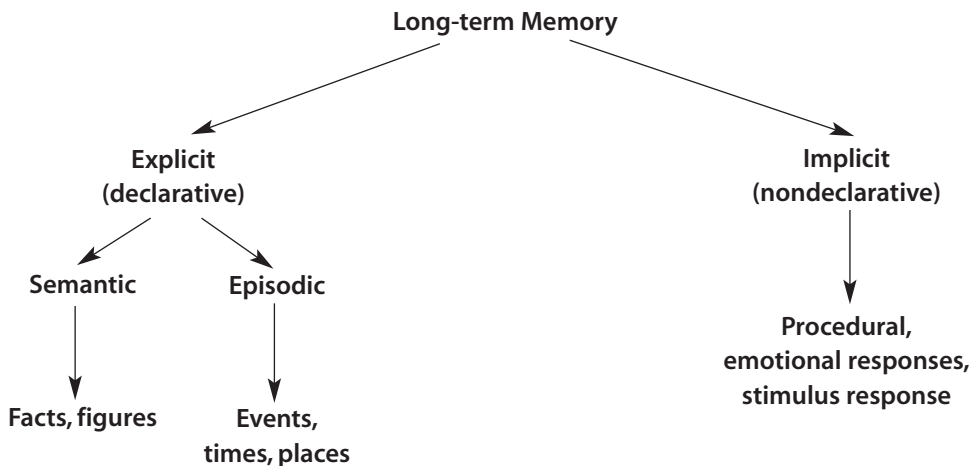 Long-term Memory
Explicit
(declarative)
Implicit
(nondeclarative)
Semantic
Episodic
Procedural,
emotional responses,
stimulus response
Facts, figures
Events,
times, places